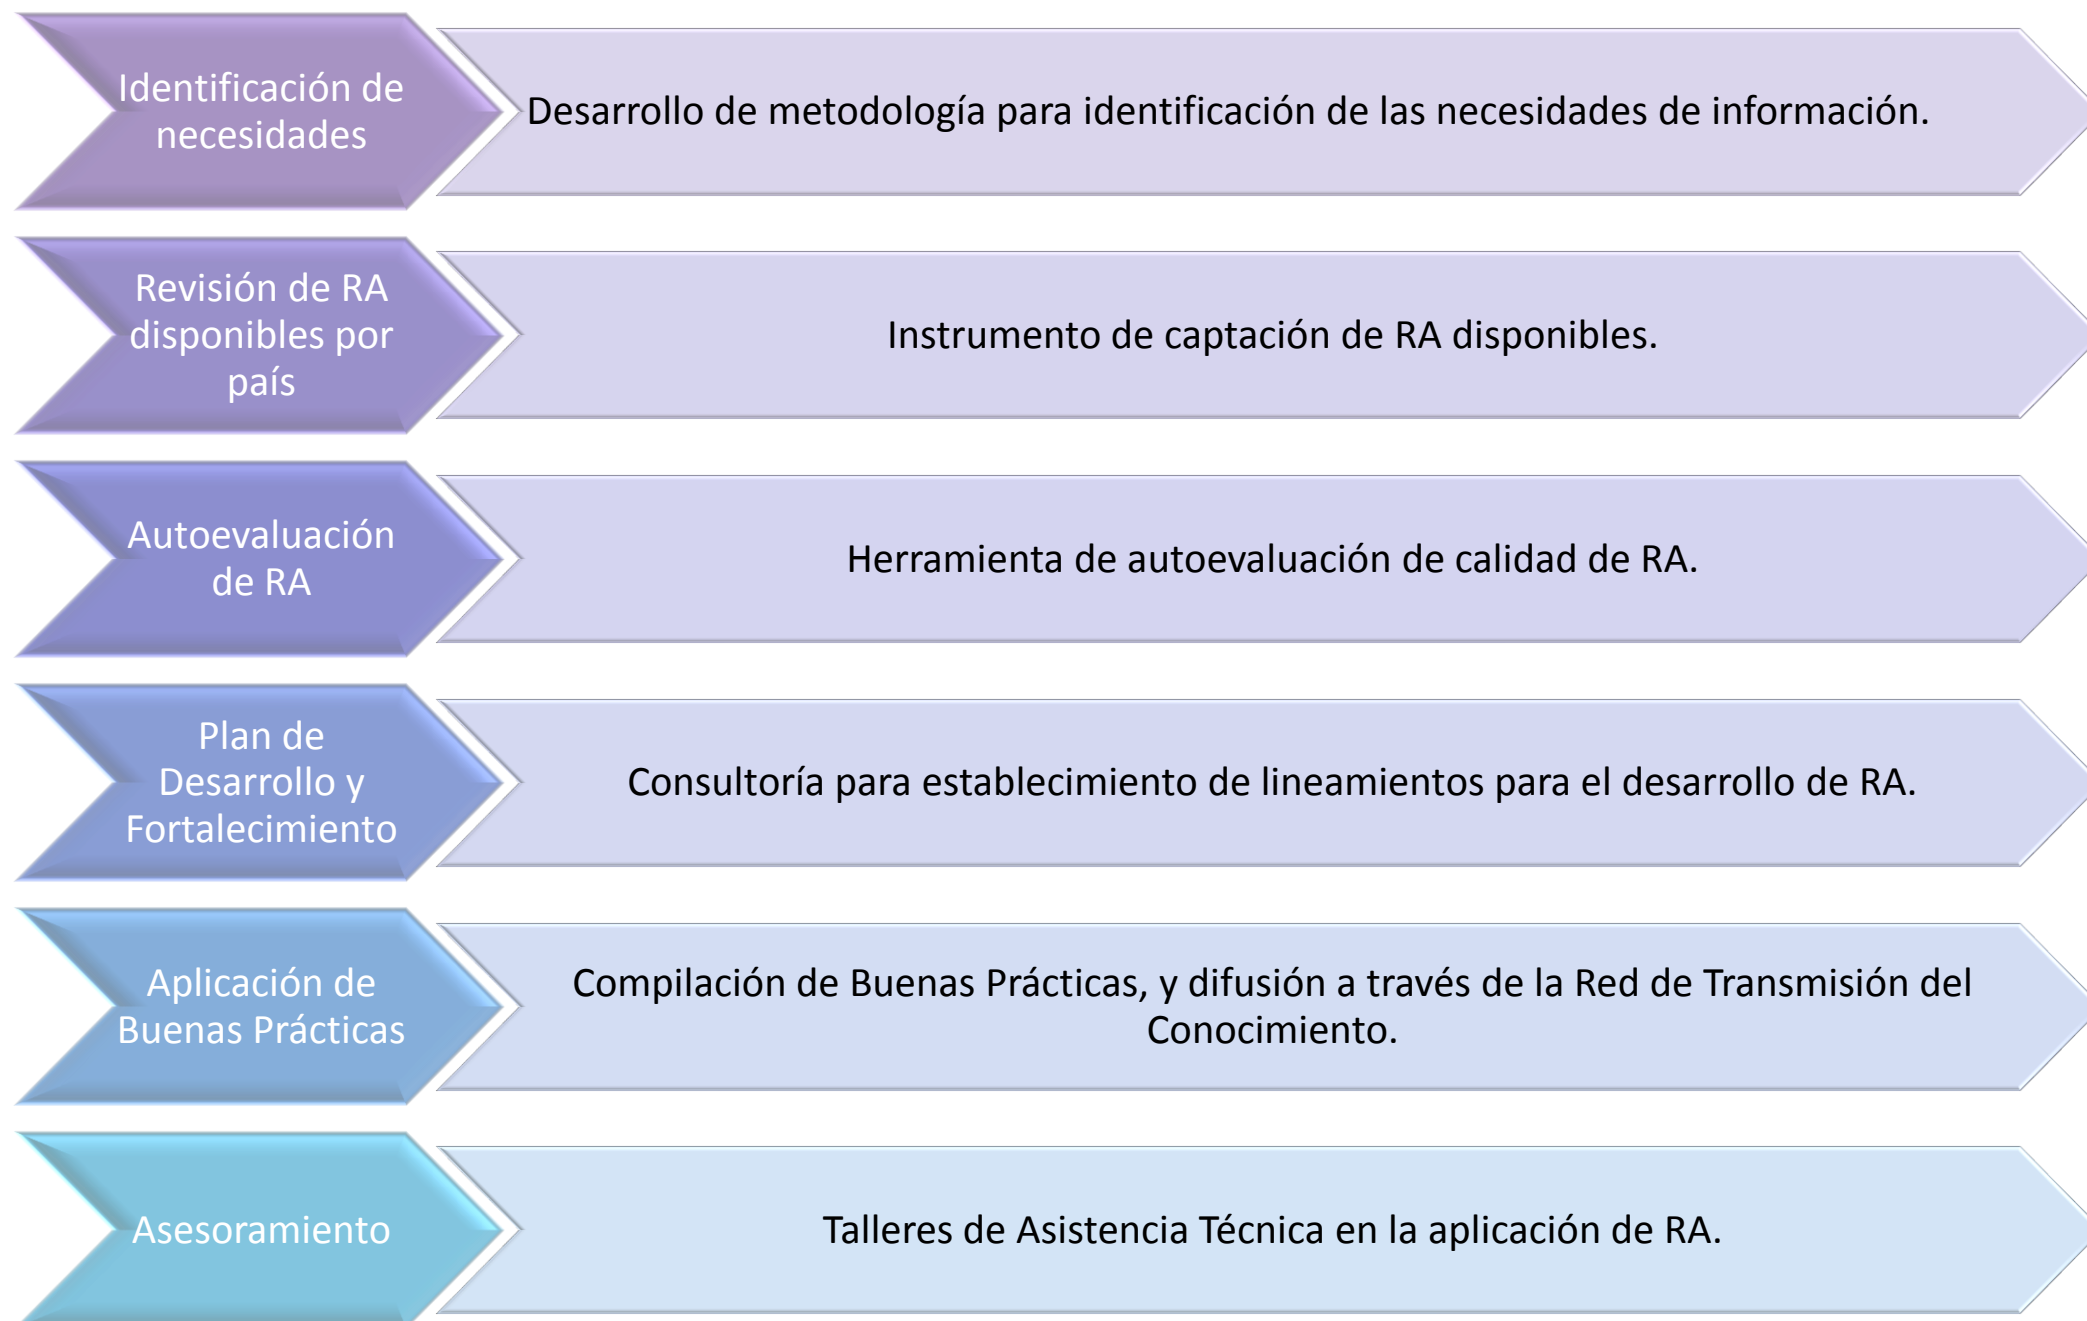 Identificación de
necesidades
Desarrollo de metodología para identificación de las necesidades de información.
Revisión de RA
disponibles por
país
Instrumento de captación de RA disponibles.
Autoevaluación
de RA
Herramienta de autoevaluación de calidad de RA.
Plan de
Desarrollo y
Fortalecimiento
Consultoría para establecimiento de lineamientos para el desarrollo de RA.
Aplicación de
Buenas Prácticas
Compilación de Buenas Prácticas, y difusión a través de la Red de Transmisión del
Conocimiento.
Asesoramiento
Talleres de Asistencia Técnica en la aplicación de RA.